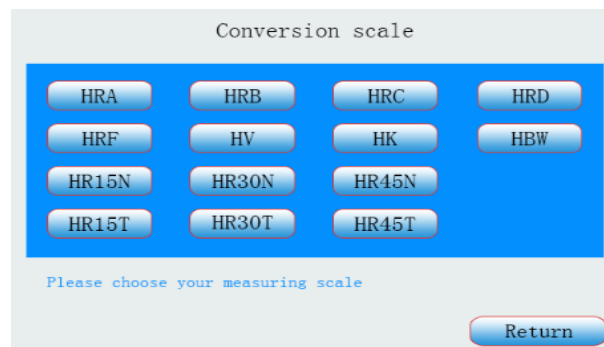 Conversion scale
HRA HRB HRC HRD
HRF HV HK HBW
HR15N HR30N HR45N
HR15T HR30T HR45T
Please choose your measuring scale
Return